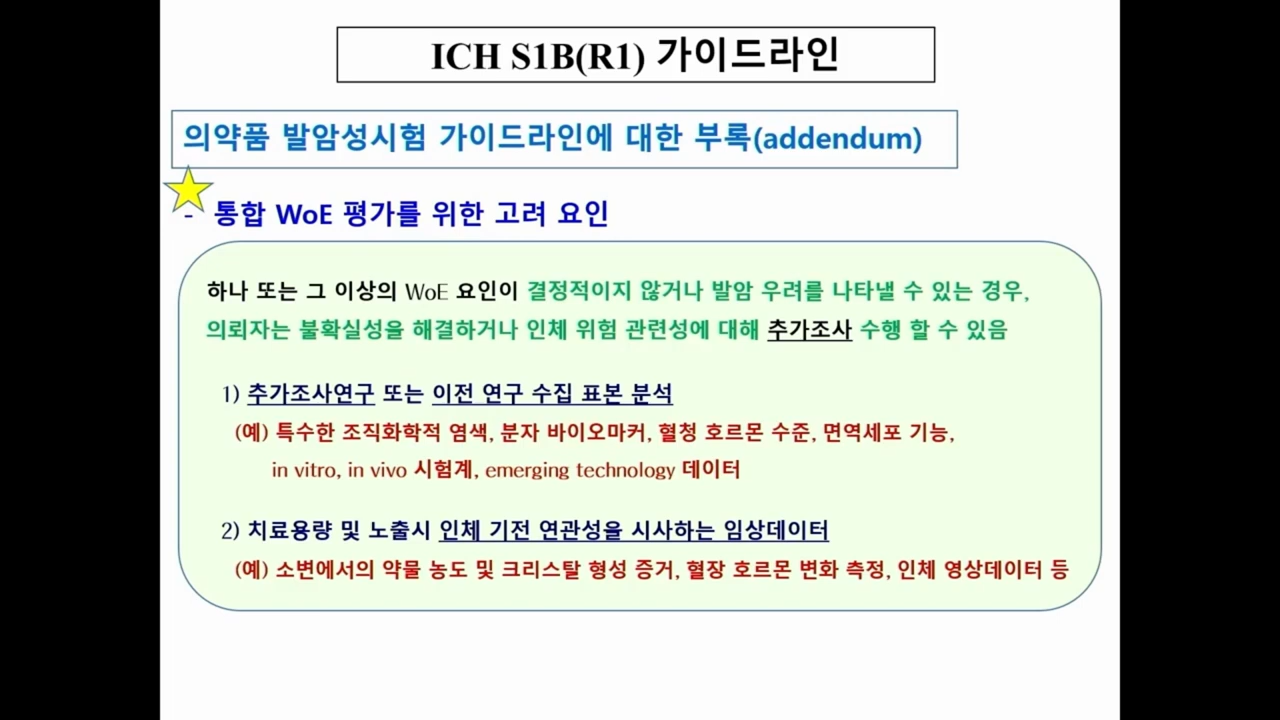 ICH S1B(R1) 가이드라인
의약품 발암성시험 가이드라인에 대한 부록(addendum)
- 통합 WoE 평가를 위한 고려 요인
하나 또는 그 이상의 WoE 요인이 결정적이지 않거나 발암 우려를 나타낼 수 있는 경우,
의뢰자는 불확실성을 해결하거나 인체 위험 관련성에 대해 추가조사 수행 할 수 있음
1) 추가조사연구 또는 이전 연구 수집 표본 분석
(예) 특수한 조직화학적 염색, 분자 바이오마커, 혈청 호르몬 수준, 면역세포 기능,
in vitro, in vivo 시험계, emerging technology 데이터
2) 치료용량 및 노출시 인체 기전 연관성을 시사하는 임상데이터
(예) 소변에서의 약물 농도 및 크리스탈 형성 증거, 혈장 호르몬 변화 측정, 인체 영상데이터 등